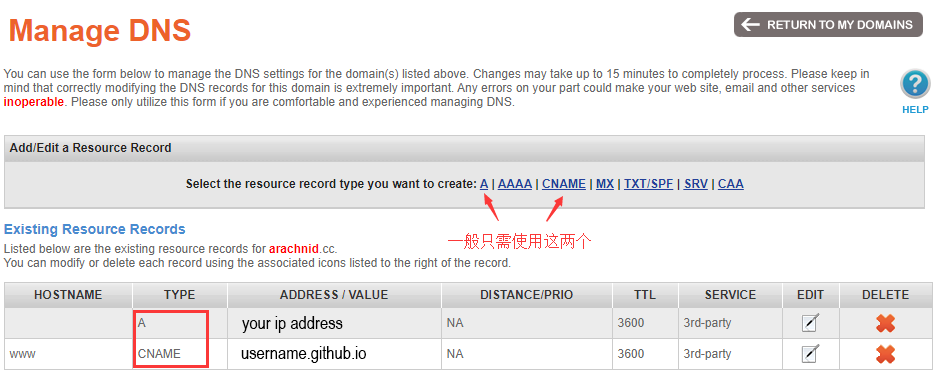 Manage DNS
RETURN TO MY DOMAINS
You can use the form below to manage the DNS settings for the domain(s) listed above. Changes may take up to 15 minutes to completely process. Please keep in
mind that correctly modifying the DNS records for this domain is extremely important. Any errors on your part could make your web site, email and other services
inoperable. Please only utilize this form if you are comfortable and experienced managing DNS.
HELP
Add/Edit a Resource Record
Select the resource record type you want to create: A | AAAA | CNAME | MX | TXT/SPF | SRV | CAA
一般只需使用这两个
Existing Resource Records
Listed below are the existing resource records for arachnid.cc.
You can modify or delete each record using the associated icons listed to the right of the record.
HOSTNAME TYPE ADDRESS / VALUE DISTANCE/PRIO TTL SERVICE EDIT DELETE
A your ip address NA 3600 3rd-party
www CNAME username.github.io NA 3600 3rd-party